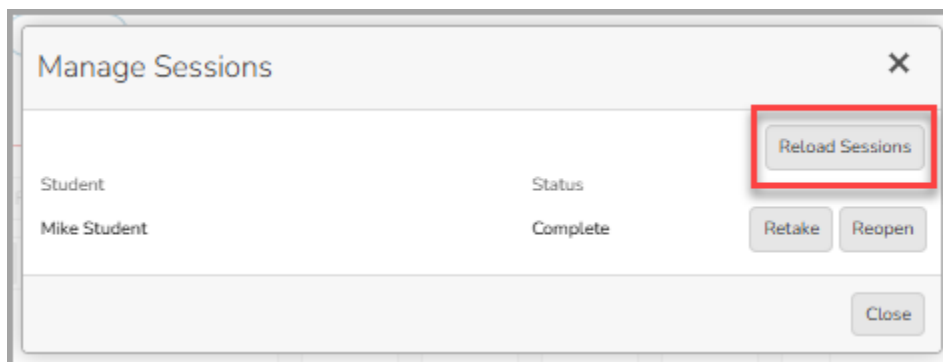 Manage Sessions ×
Reload Sessions
Student Status
Mike Student Complete Retake Reopen
Close